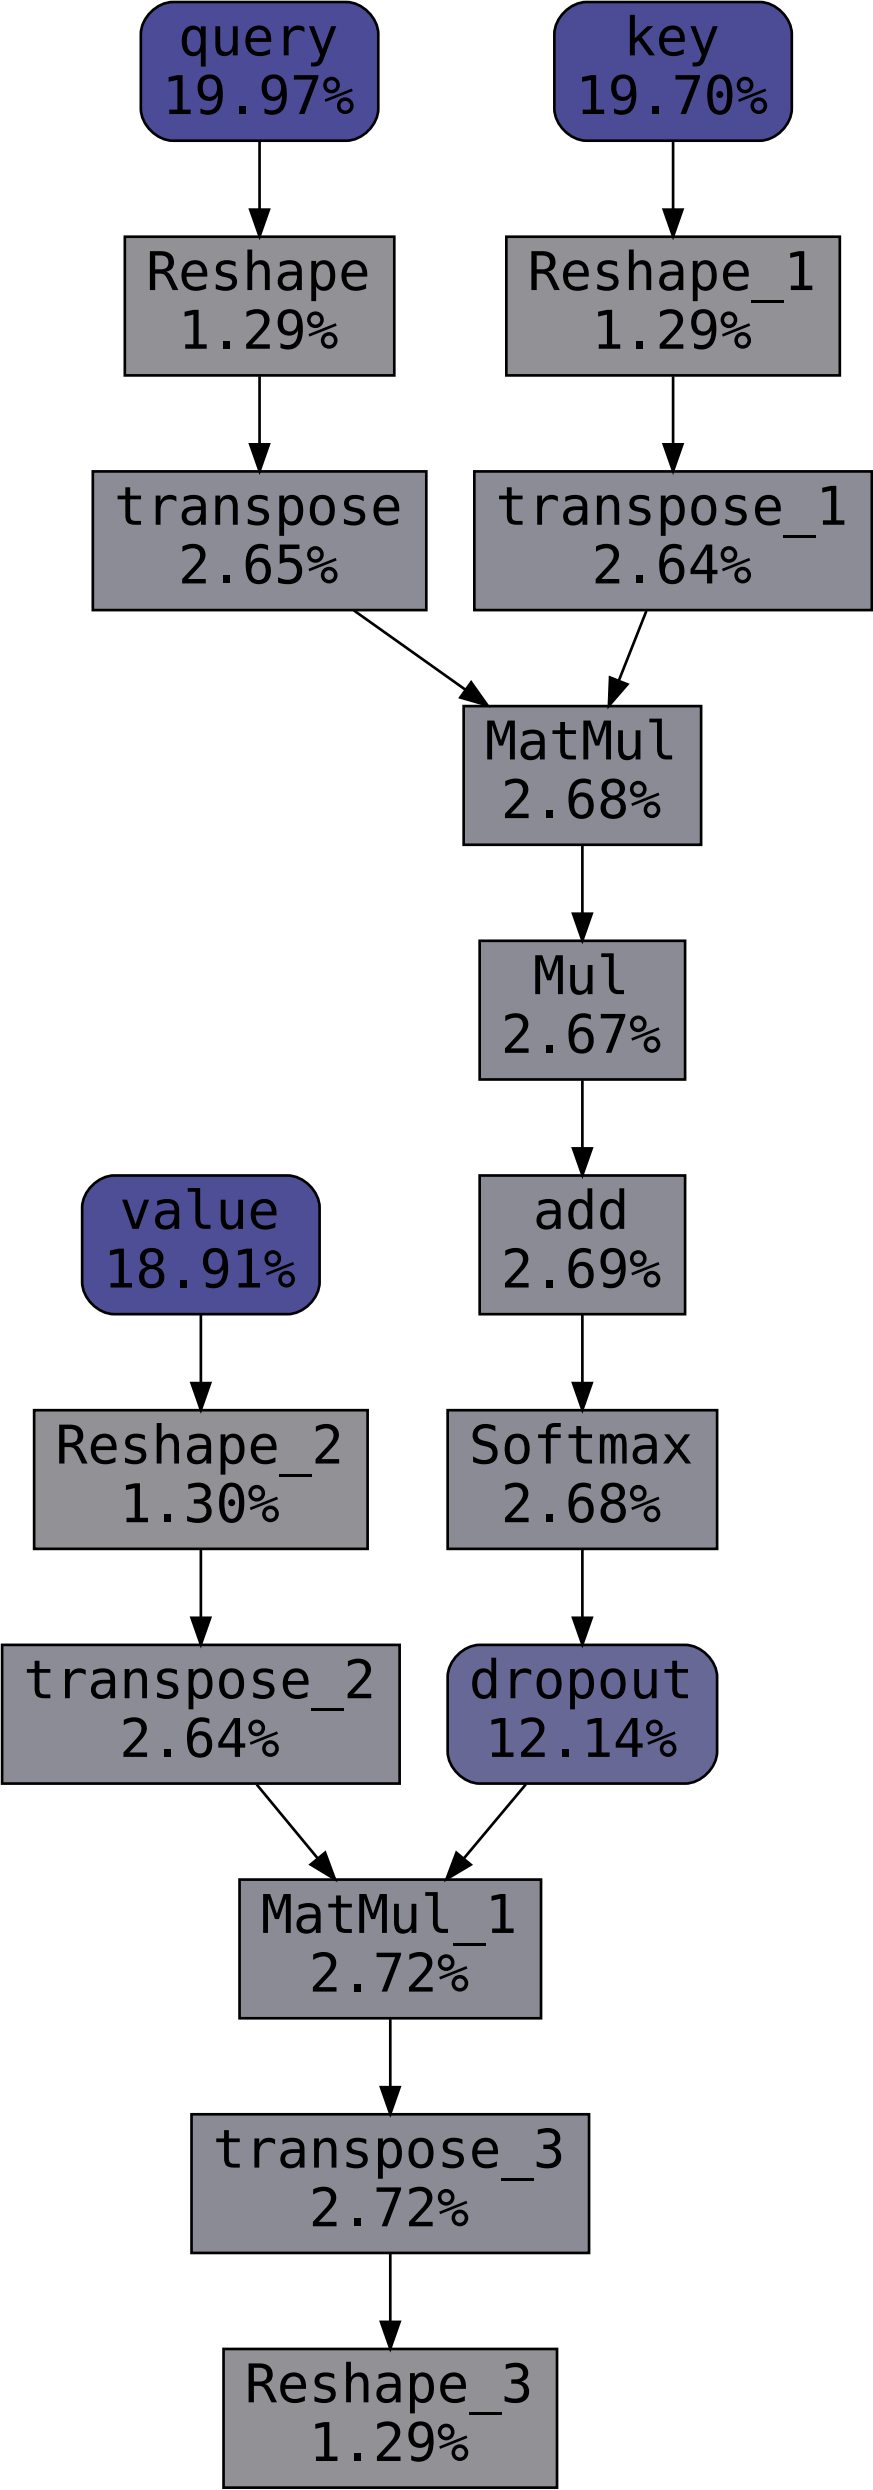 query
19.97%
key
19.70%
Reshape
1.29%
Reshape_1
1.29%
transpose
2.65%
transpose_1
2.64%
MatMul
2.68%
Mul
2.67%
add
2.69%
value
18.91%
Softmax
2.68%
Reshape_2
1.30%
dropout
12.14%
transpose_2
2.64%
MatMul_1
2.72%
transpose_3
2.72%
Reshape_3
1.29%